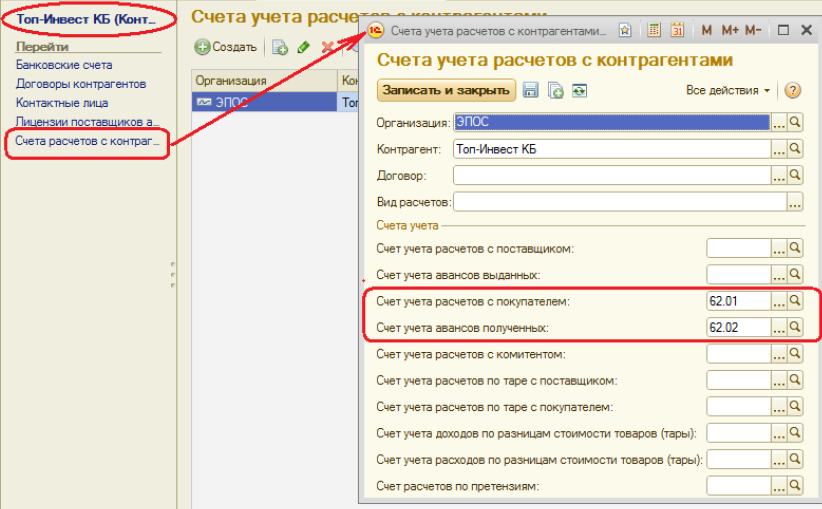 Топ-Инвест КБ (Конт...
Перейти
Банковские счета
Договоры контрагентов
Контактные лица
Лицензии поставщиков а...
Счета расчетов с контраг...
Счета учета расчетов с контрагентами
Создать
Организация
Кон
ЭПОС
Топ
1С Счета учета расчетов с контрагентами... 31 M M+ M-
Счета учета расчетов с контрагентами
Записать и закрыть Все действия ?
Организация: ЭПОС ...
Контрагент: Топ-Инвест КБ ...
Договор: ...
Вид расчетов: ...
Счета учета
Счет учета расчетов с поставщиком: ...
Счет учета авансов выданных: ...
Счет учета расчетов с покупателем: 62.01 ...
Счет учета авансов полученных: 62.02 ...
Счет учета расчетов с комитентом: ...
Счет учета расчетов по таре с поставщиком: ...
Счет учета расчетов по таре с покупателем: ...
Счет учета доходов по разницам стоимости товаров (тары): ...
Счет учета расходов по разницам стоимости товаров (тары): ...
Счет расчетов по претензиям: ...